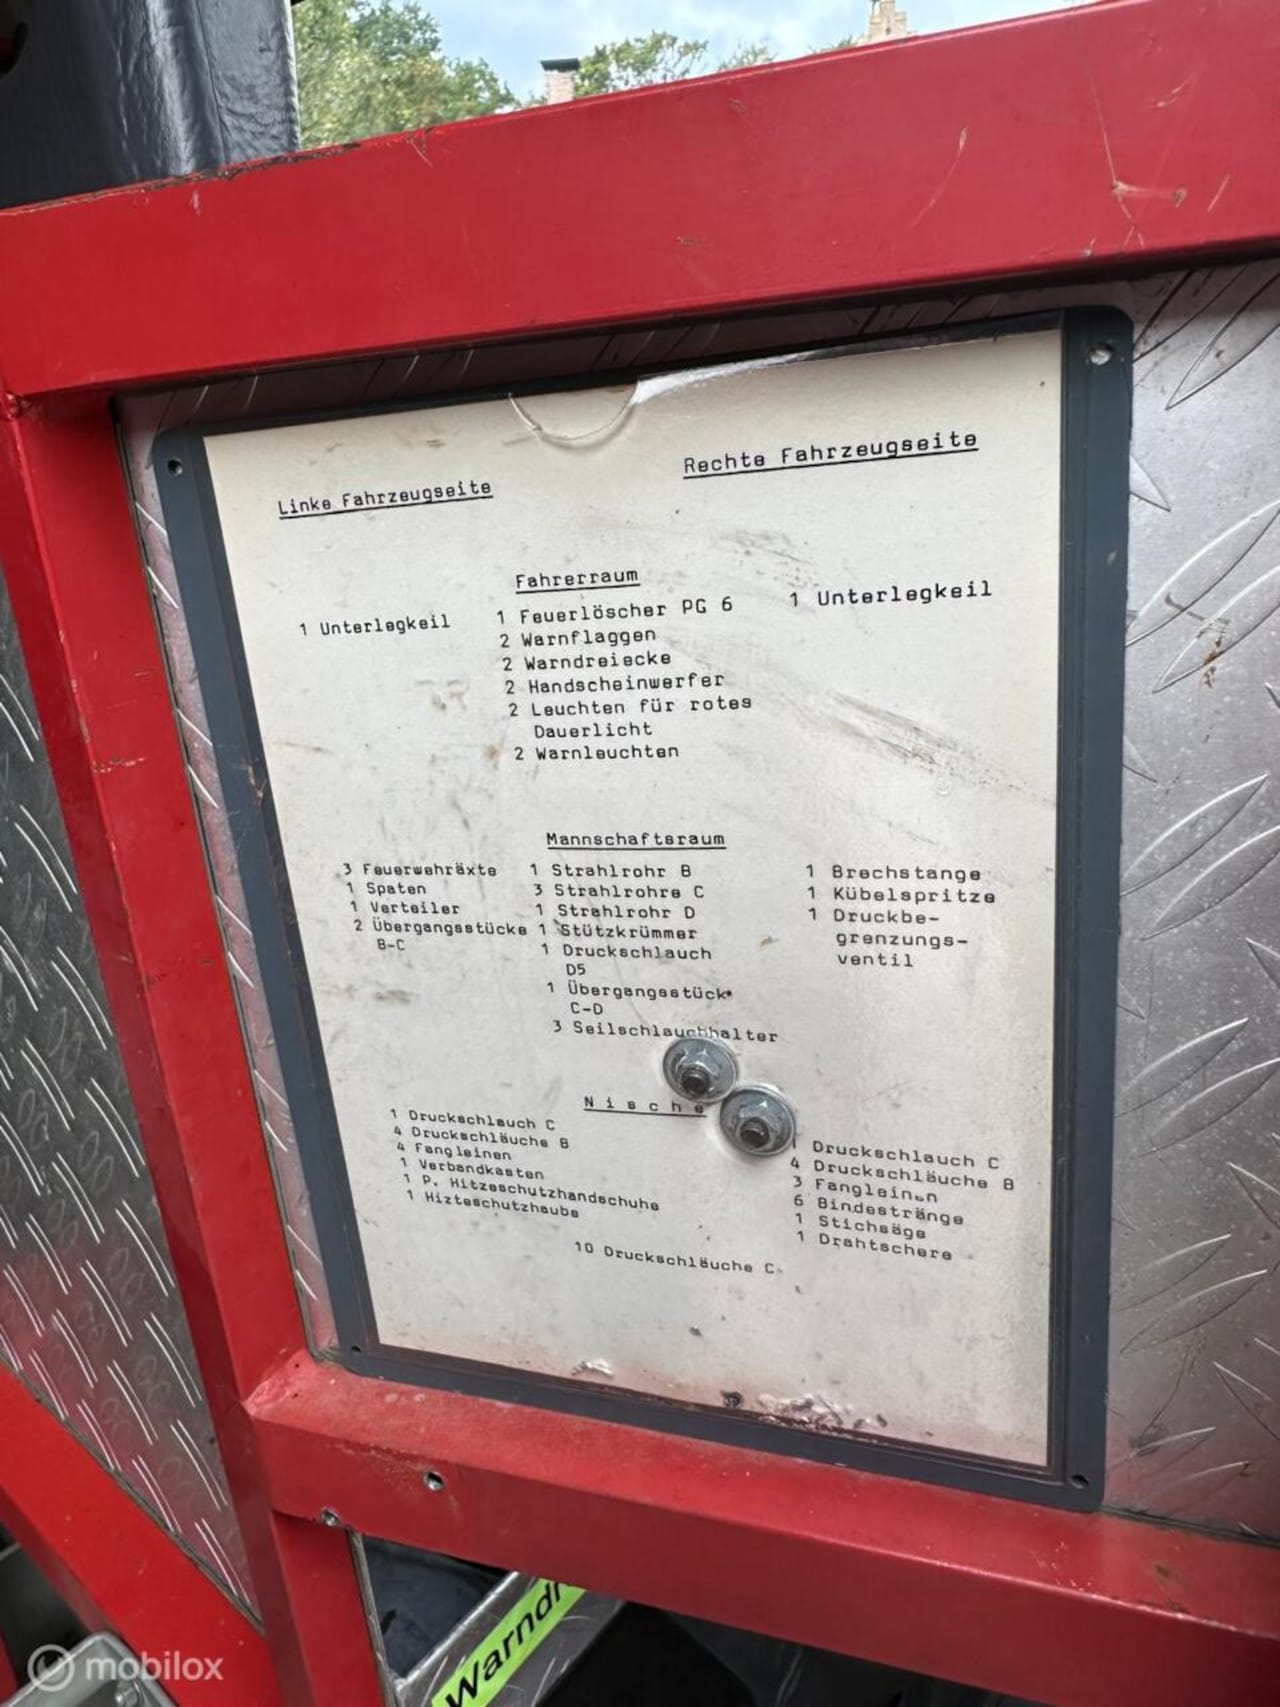 Linke Fahrzeugseite
Rechte Fahrzeugseite
Fahrerraum
1 Unterlegkeil
1 Feuerlöscher PG 6
2 Warnflaggen
2 Warndreiecke
2 Handscheinwerfer
2 Leuchten für rotes
Dauerlicht
2 Warnleuchten
1 Unterlegkeil
Mannschaftsraum
3 Feuerwehräxte
1 Spaten
1 Verteiler
2 Übergangsstücke
B-C
1 Strahlrohr B
3 Strahlrohre C
1 Strahlrohr D
1 Stützkrümmer
1 Druckschlauch
D5
1 Übergangsstück
C-D
3 Seilschlauchhalter
1 Brechstange
1 Kübelspritze
1 Druckbe-
grenzungs-
ventil
Nische
1 Druckschlauch C
4 Druckschläuche B
4 Fangleinen
1 Verbandkasten
1 P. Hitzeschutzhandschuhe
1 Hizteschutzhaube
1 Druckschlauch C
4 Druckschläuche B
3 Fangleinen
6 Bindestränge
1 Stichsäge
1 Drahtschere
10 Druckschläuche C
Warnd
mobilox